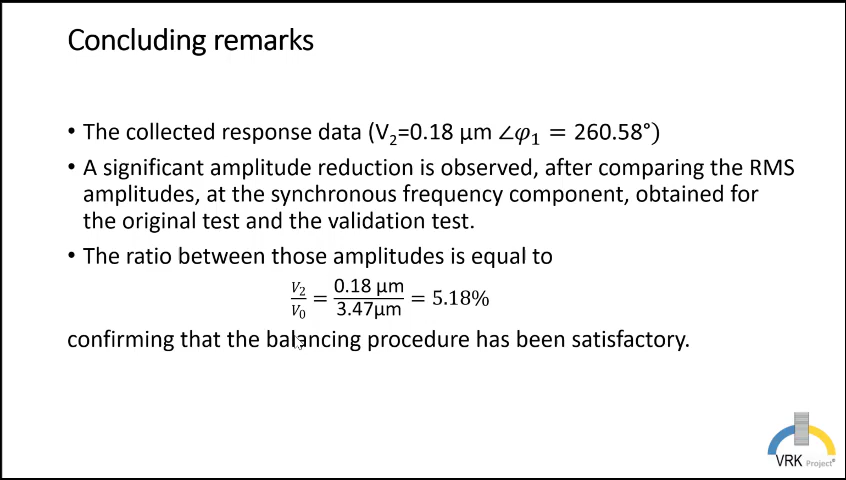 Concluding remarks
• The collected response data (V₂=0.18 µm ∠φ₁ = 260.58°)
• A significant amplitude reduction is observed, after comparing the RMS
amplitudes, at the synchronous frequency component, obtained for
the original test and the validation test.
• The ratio between those amplitudes is equal to
V₂/V₀ = 0.18 µm/3.47µm = 5.18%
confirming that the balancing procedure has been satisfactory.
VRK Project®